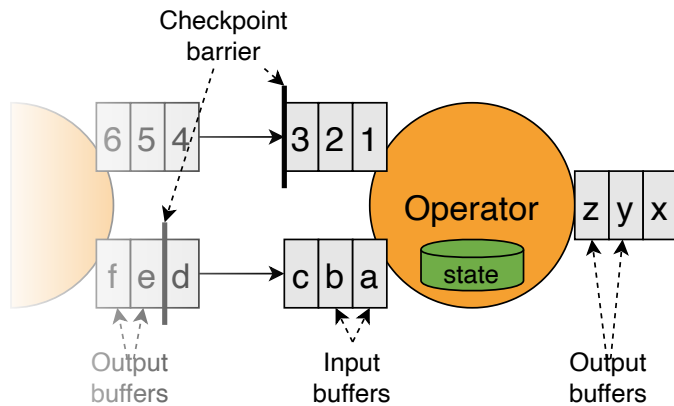 Checkpoint
barrier
6 5 4
3 2 1
Operator
state
z y x
f e d
c b a
Output
buffers
Input
buffers
Output
buffers